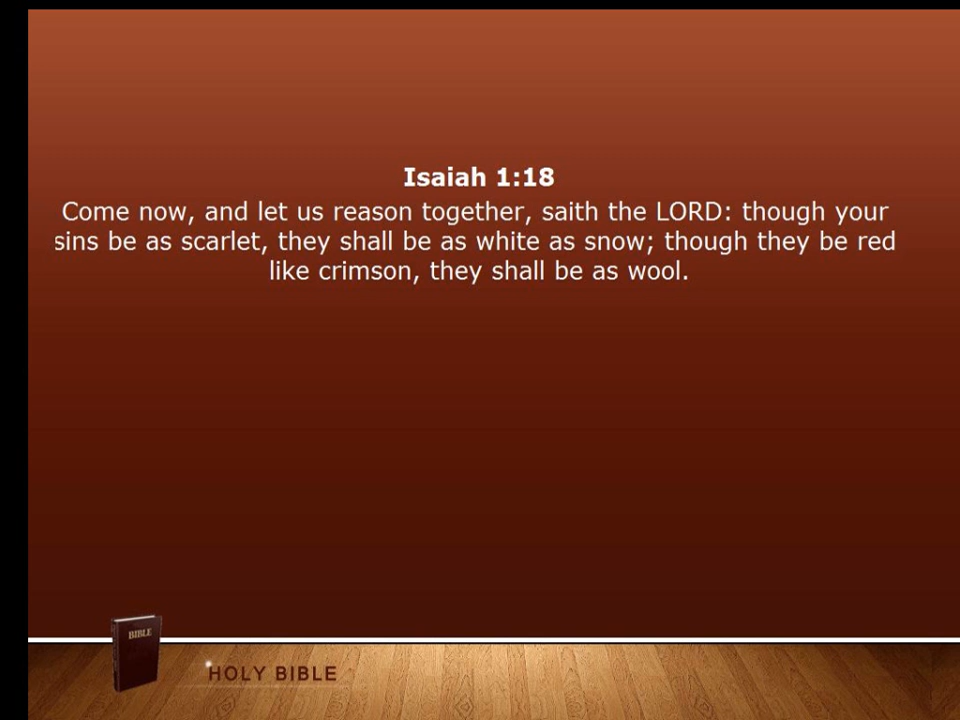 Isaiah 1:18
Come now, and let us reason together, saith the LORD: though your
sins be as scarlet, they shall be as white as snow; though they be red
like crimson, they shall be as wool.
BIBLE
HOLY BIBLE